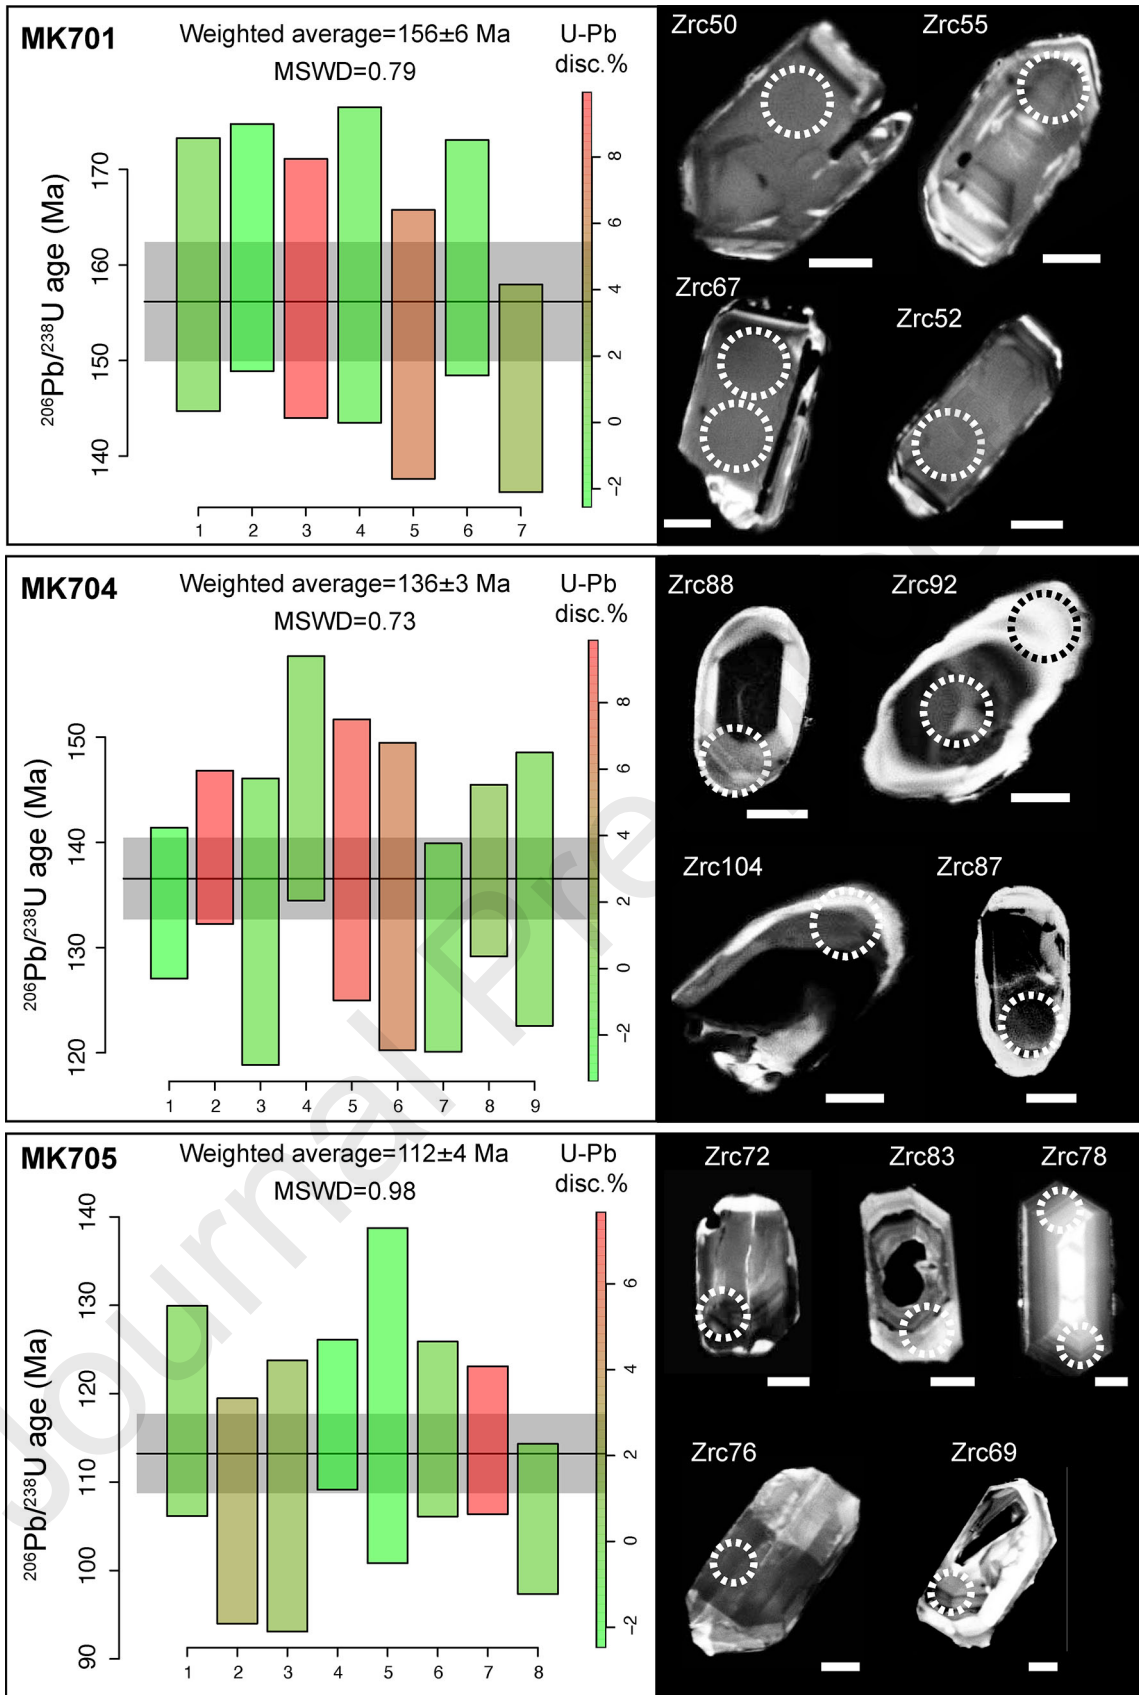 MK701
Weighted average=156±6 Ma
MSWD=0.79
U-Pb
disc.%
206Pb/238U age (Ma)
170
160
150
140
1 2 3 4 5 6 7
8
6
4
2
0
−2
Zrc50
Zrc55
Zrc67
Zrc52
MK704
Weighted average=136±3 Ma
MSWD=0.73
U-Pb
disc.%
206Pb/238U age (Ma)
150
140
130
120
1 2 3 4 5 6 7 8 9
8
6
4
2
0
−2
Zrc88
Zrc92
Zrc104
Zrc87
MK705
Weighted average=112±4 Ma
MSWD=0.98
U-Pb
disc.%
206Pb/238U age (Ma)
140
130
120
110
100
90
1 2 3 4 5 6 7 8
6
4
2
0
−2
Zrc72
Zrc83
Zrc78
Zrc76
Zrc69
Journal Pre